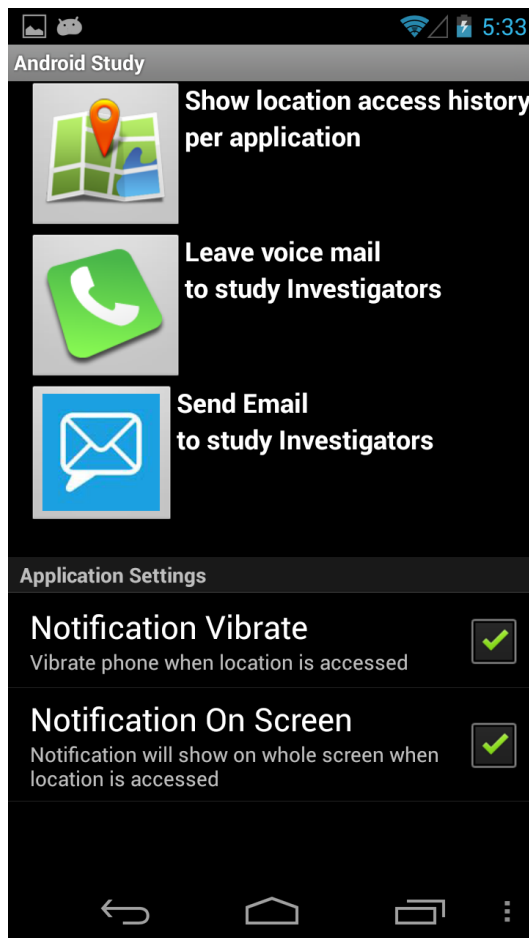 5:33
Android Study
Show location access history
per application
Leave voice mail
to study Investigators
Send Email
to study Investigators
Application Settings
Notification Vibrate
Vibrate phone when location is accessed
Notification On Screen
Notification will show on whole screen when
location is accessed